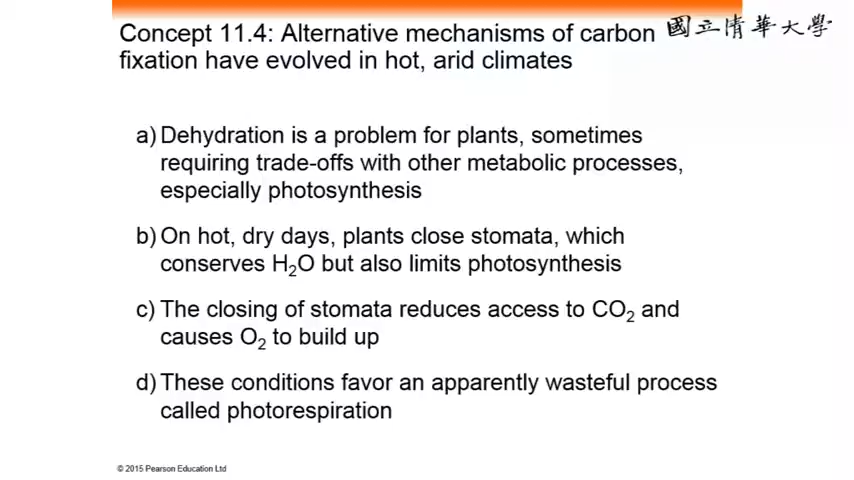 Concept 11.4: Alternative mechanisms of carbon 國立清華大學
fixation have evolved in hot, arid climates
a) Dehydration is a problem for plants, sometimes
requiring trade-offs with other metabolic processes,
especially photosynthesis
b) On hot, dry days, plants close stomata, which
conserves H₂O but also limits photosynthesis
c) The closing of stomata reduces access to CO₂ and
causes O₂ to build up
d) These conditions favor an apparently wasteful process
called photorespiration
© 2015 Pearson Education Ltd